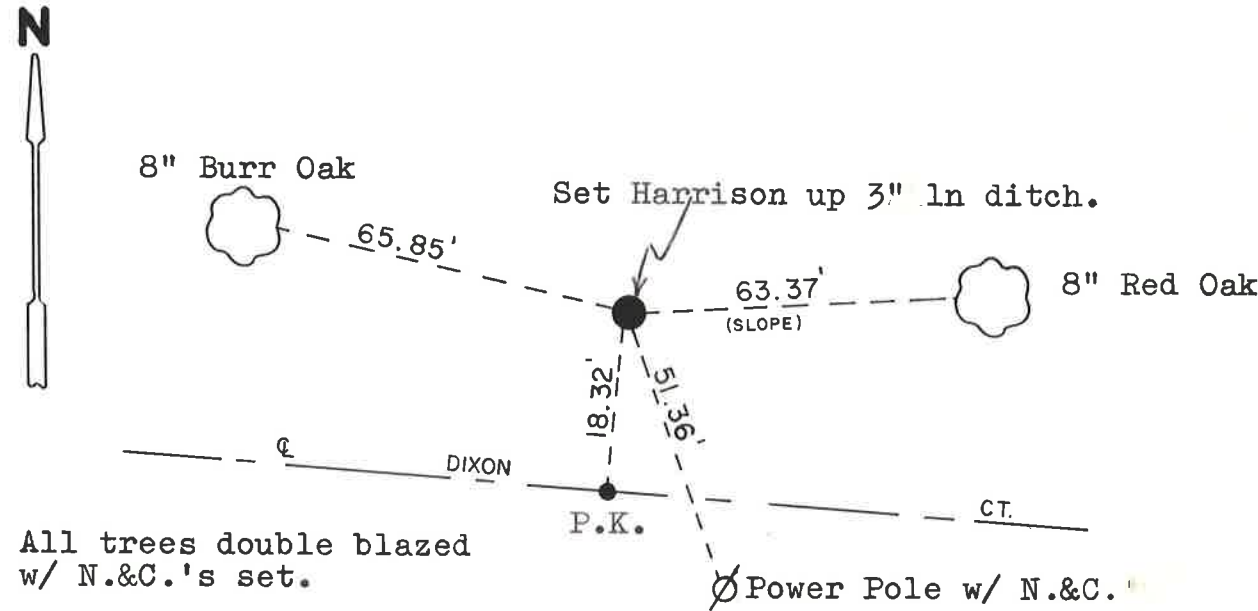 N
8" Burr Oak
Set Harrison up 3" ln ditch.
65.85'
63.37'
(SLOPE)
8" Red Oak
18.32'
51.36'
℄
DIXON
CT.
P.K.
All trees double blazed
w/ N.&C.'s set.
Power Pole w/ N.&C.